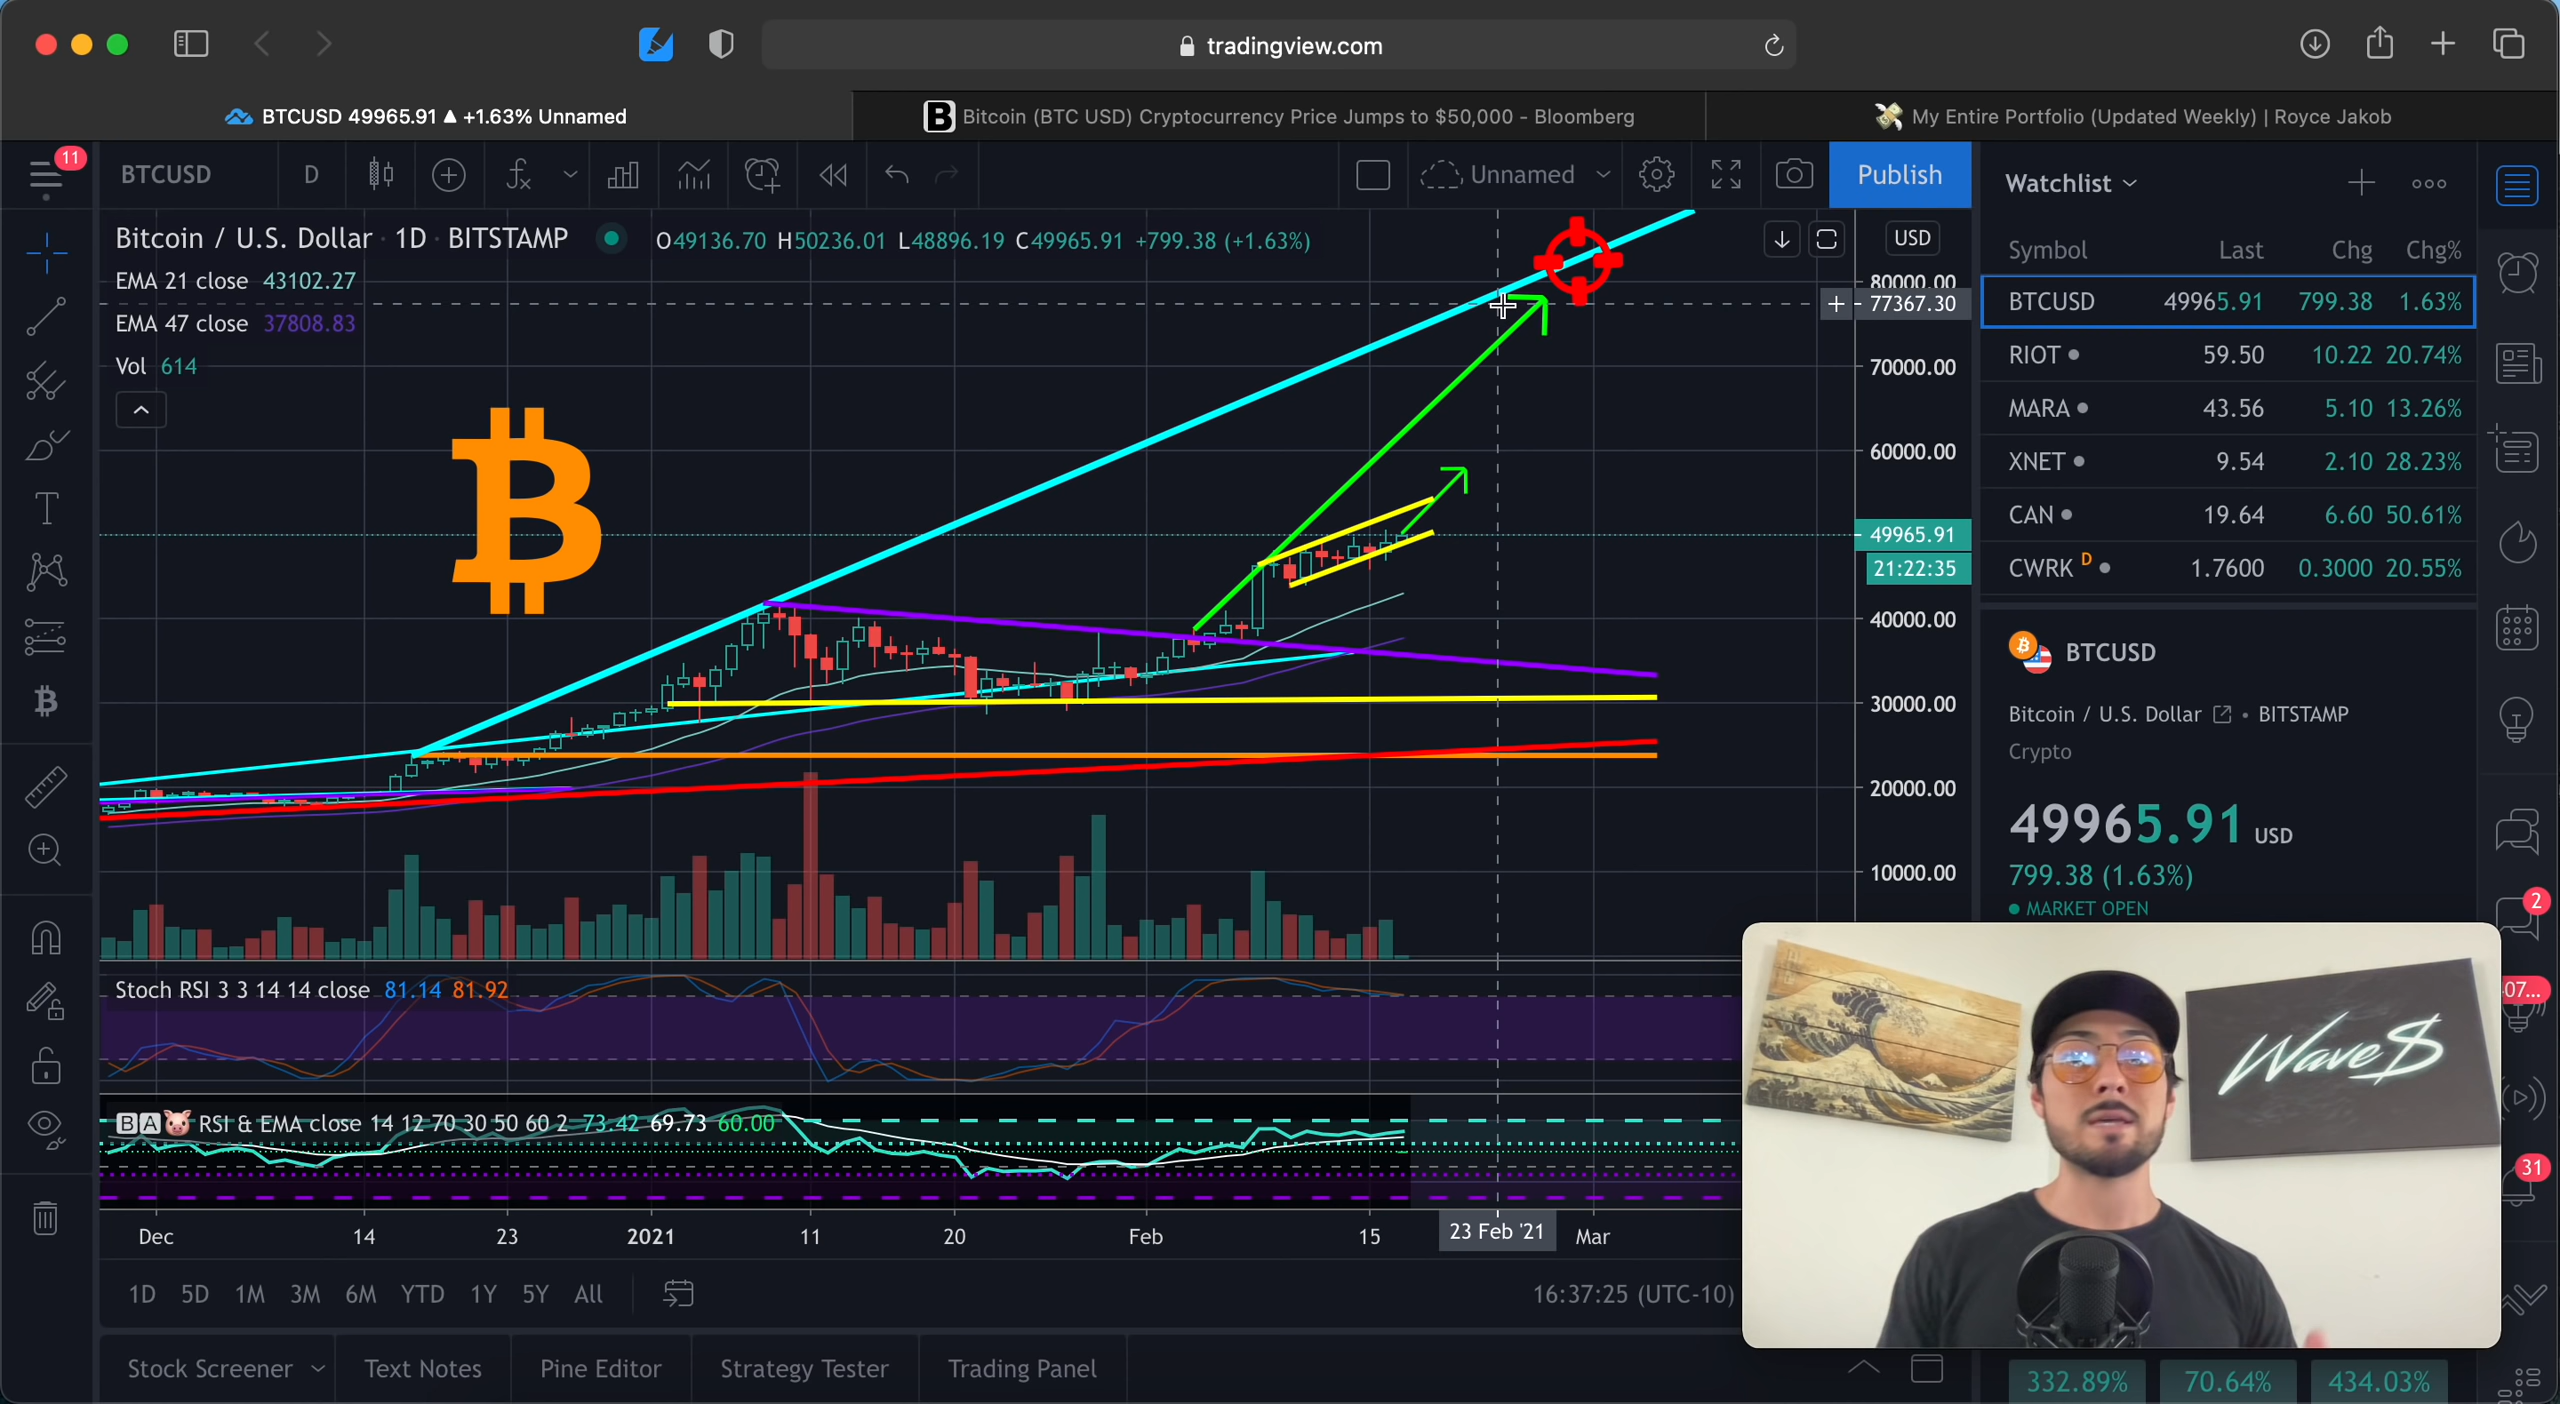 tradingview.com
BTCUSD 49965.91 ▲ +1.63% Unnamed
Bitcoin (BTC USD) Cryptocurrency Price Jumps to $50,000 - Bloomberg
My Entire Portfolio (Updated Weekly) | Royce Jakob
11
BTCUSD
D
Unnamed
Publish
Bitcoin / U.S. Dollar · 1D · BITSTAMP
O49136.70 H50236.01 L48896.19 C49965.91 +799.38 (+1.63%)
EMA 21 close 43102.27
EMA 47 close 37808.83
Vol 614
USD
80000.00
77367.30
70000.00
60000.00
49965.91
21:22:35
40000.00
30000.00
20000.00
10000.00
Stoch RSI 3 3 14 14 close 81.14 81.92
BA RSI & EMA close 14 12 70 30 50 60 2 73.42 69.73 60.00
Dec 14 23 2021 11 20 Feb 15 23 Feb '21 Mar
1D 5D 1M 3M 6M YTD 1Y 5Y All
16:37:25 (UTC-10)
Stock Screener Text Notes Pine Editor Strategy Tester Trading Panel
Watchlist
Symbol Last Chg Chg%
BTCUSD 49965.91 799.38 1.63%
RIOT 59.50 10.22 20.74%
MARA 43.56 5.10 13.26%
XNET 9.54 2.10 28.23%
CAN 19.64 6.60 50.61%
CWRK D 1.7600 0.3000 20.55%
BTCUSD
Bitcoin / U.S. Dollar · BITSTAMP
Crypto
49965.91 USD
799.38 (1.63%)
MARKET OPEN
Wave$
332.89% 70.64% 434.03%
2
07...
31